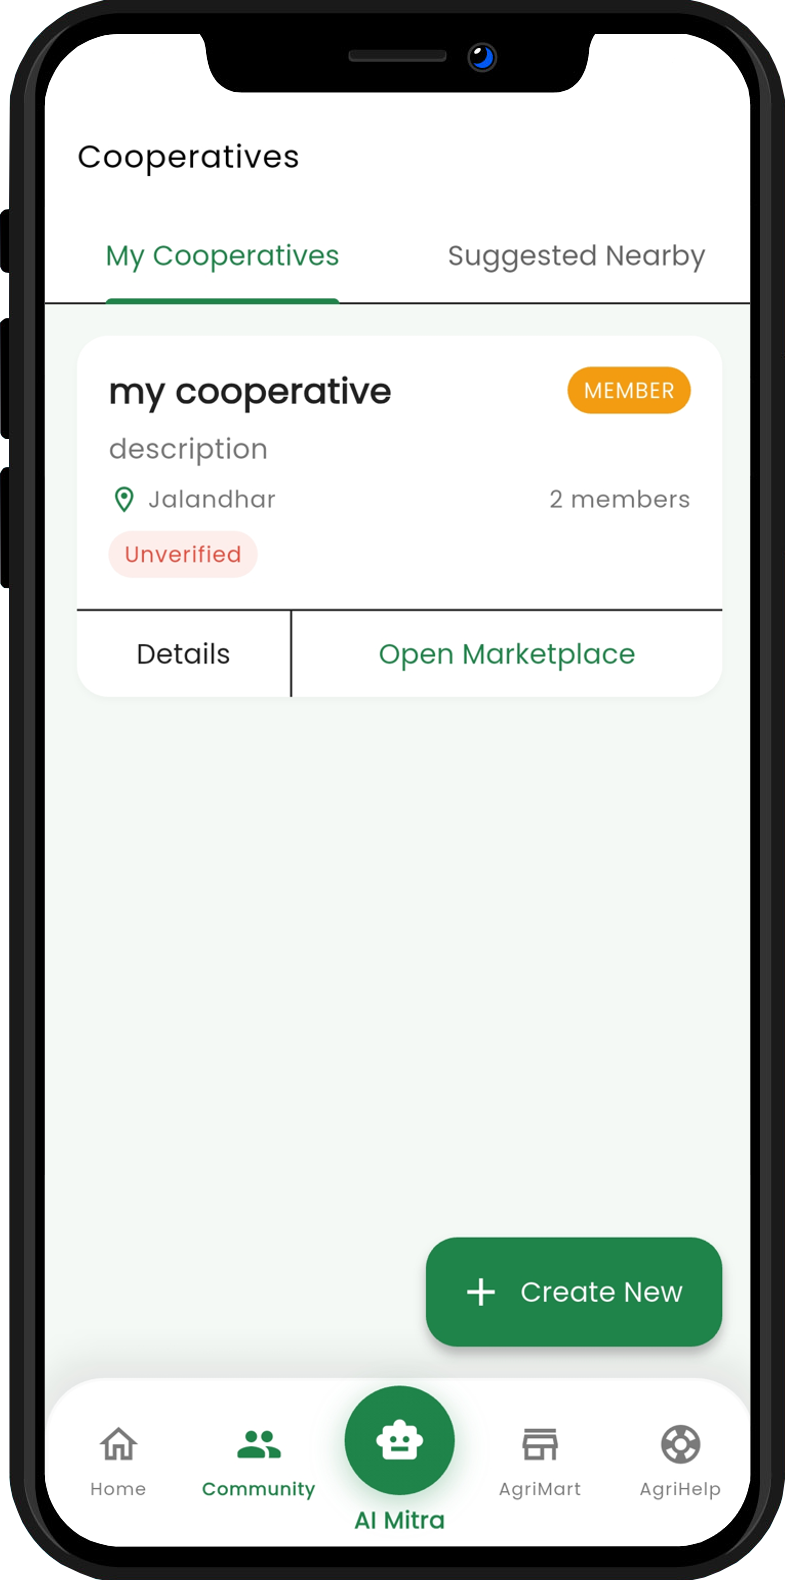 Cooperatives
My Cooperatives
Suggested Nearby
my cooperative
MEMBER
description
Jalandhar
2 members
Unverified
Details
Open Marketplace
Create New
Home
Community
AI Mitra
AgriMart
AgriHelp